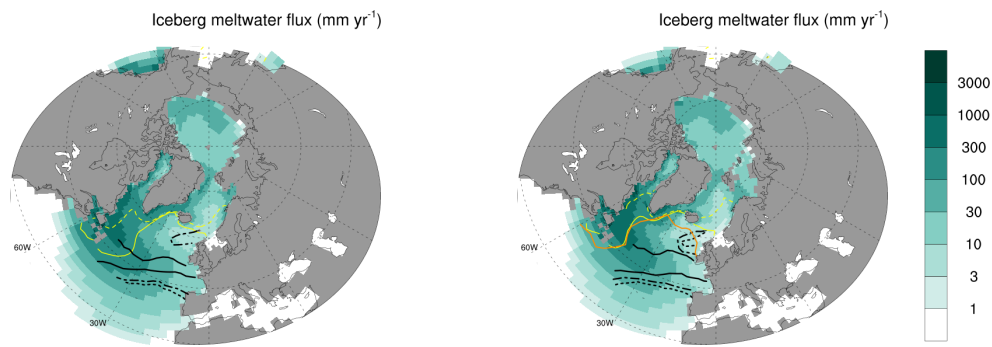 Iceberg meltwater flux (mm yr⁻¹)
Iceberg meltwater flux (mm yr⁻¹)
60W
30W
60W
30W
3000
1000
300
100
30
10
3
1